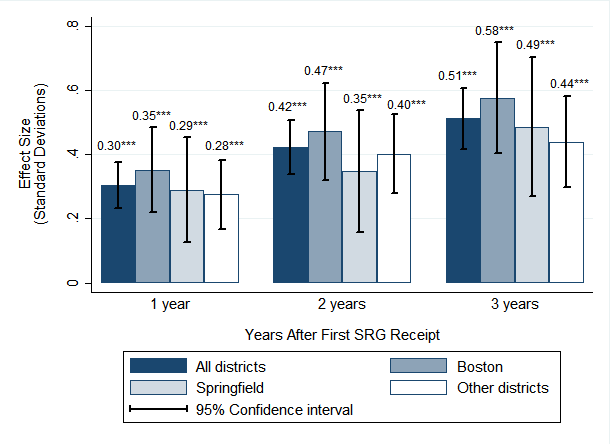 Effect Size
(Standard Deviations)
.8
.6
.4
.2
0
0.30***
0.35***
0.29***
0.28***
0.42***
0.47***
0.35***
0.40***
0.51***
0.58***
0.49***
0.44***
1 year
2 years
3 years
Years After First SRG Receipt
All districts
Boston
Springfield
Other districts
95% Confidence interval